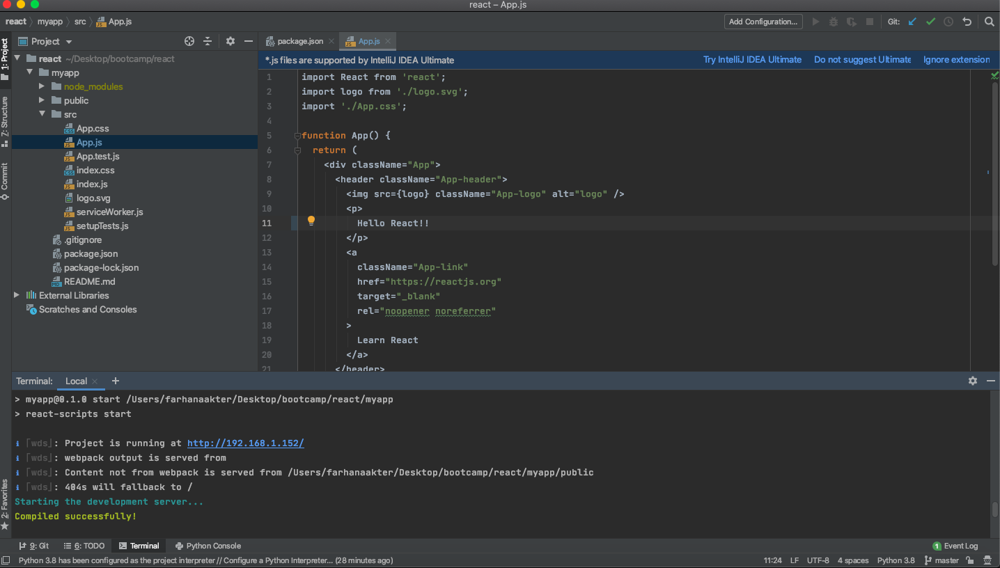 react – App.js
react myapp src App.js Add Configuration... Git:
1: Project
7: Structure
Commit
2: Favorites
Project
react ~/Desktop/bootcamp/react
myapp
node_modules
public
src
App.css
App.js
App.test.js
index.css
index.js
logo.svg
serviceWorker.js
setupTests.js
.gitignore
package.json
package-lock.json
README.md
External Libraries
Scratches and Consoles
package.json App.js
*.js files are supported by IntelliJ IDEA Ultimate Try IntelliJ IDEA Ultimate Do not suggest Ultimate Ignore extension
1 import React from 'react';
2 import logo from './logo.svg';
3 import './App.css';
4
5 function App() {
6 return (
7 <div className="App">
8 <header className="App-header">
9 <img src={logo} className="App-logo" alt="logo" />
10 <p>
11 Hello React!!
12 </p>
13 <a
14 className="App-link"
15 href="https://reactjs.org"
16 target="_blank"
17 rel="noopener noreferrer"
18 >
19 Learn React
20 </a>
21 </header>
Terminal: Local +
> myapp@0.1.0 start /Users/farhanaakter/Desktop/bootcamp/react/myapp
> react-scripts start
i ｢wds｣: Project is running at http://192.168.1.152/
i ｢wds｣: webpack output is served from
i ｢wds｣: Content not from webpack is served from /Users/farhanaakter/Desktop/bootcamp/react/myapp/public
i ｢wds｣: 404s will fallback to /
Starting the development server...
Compiled successfully!
9: Git 6: TODO Terminal Python Console 1 Event Log
Python 3.8 has been configured as the project interpreter // Configure a Python Interpreter... (28 minutes ago) 11:24 LF UTF-8 4 spaces Python 3.8 master